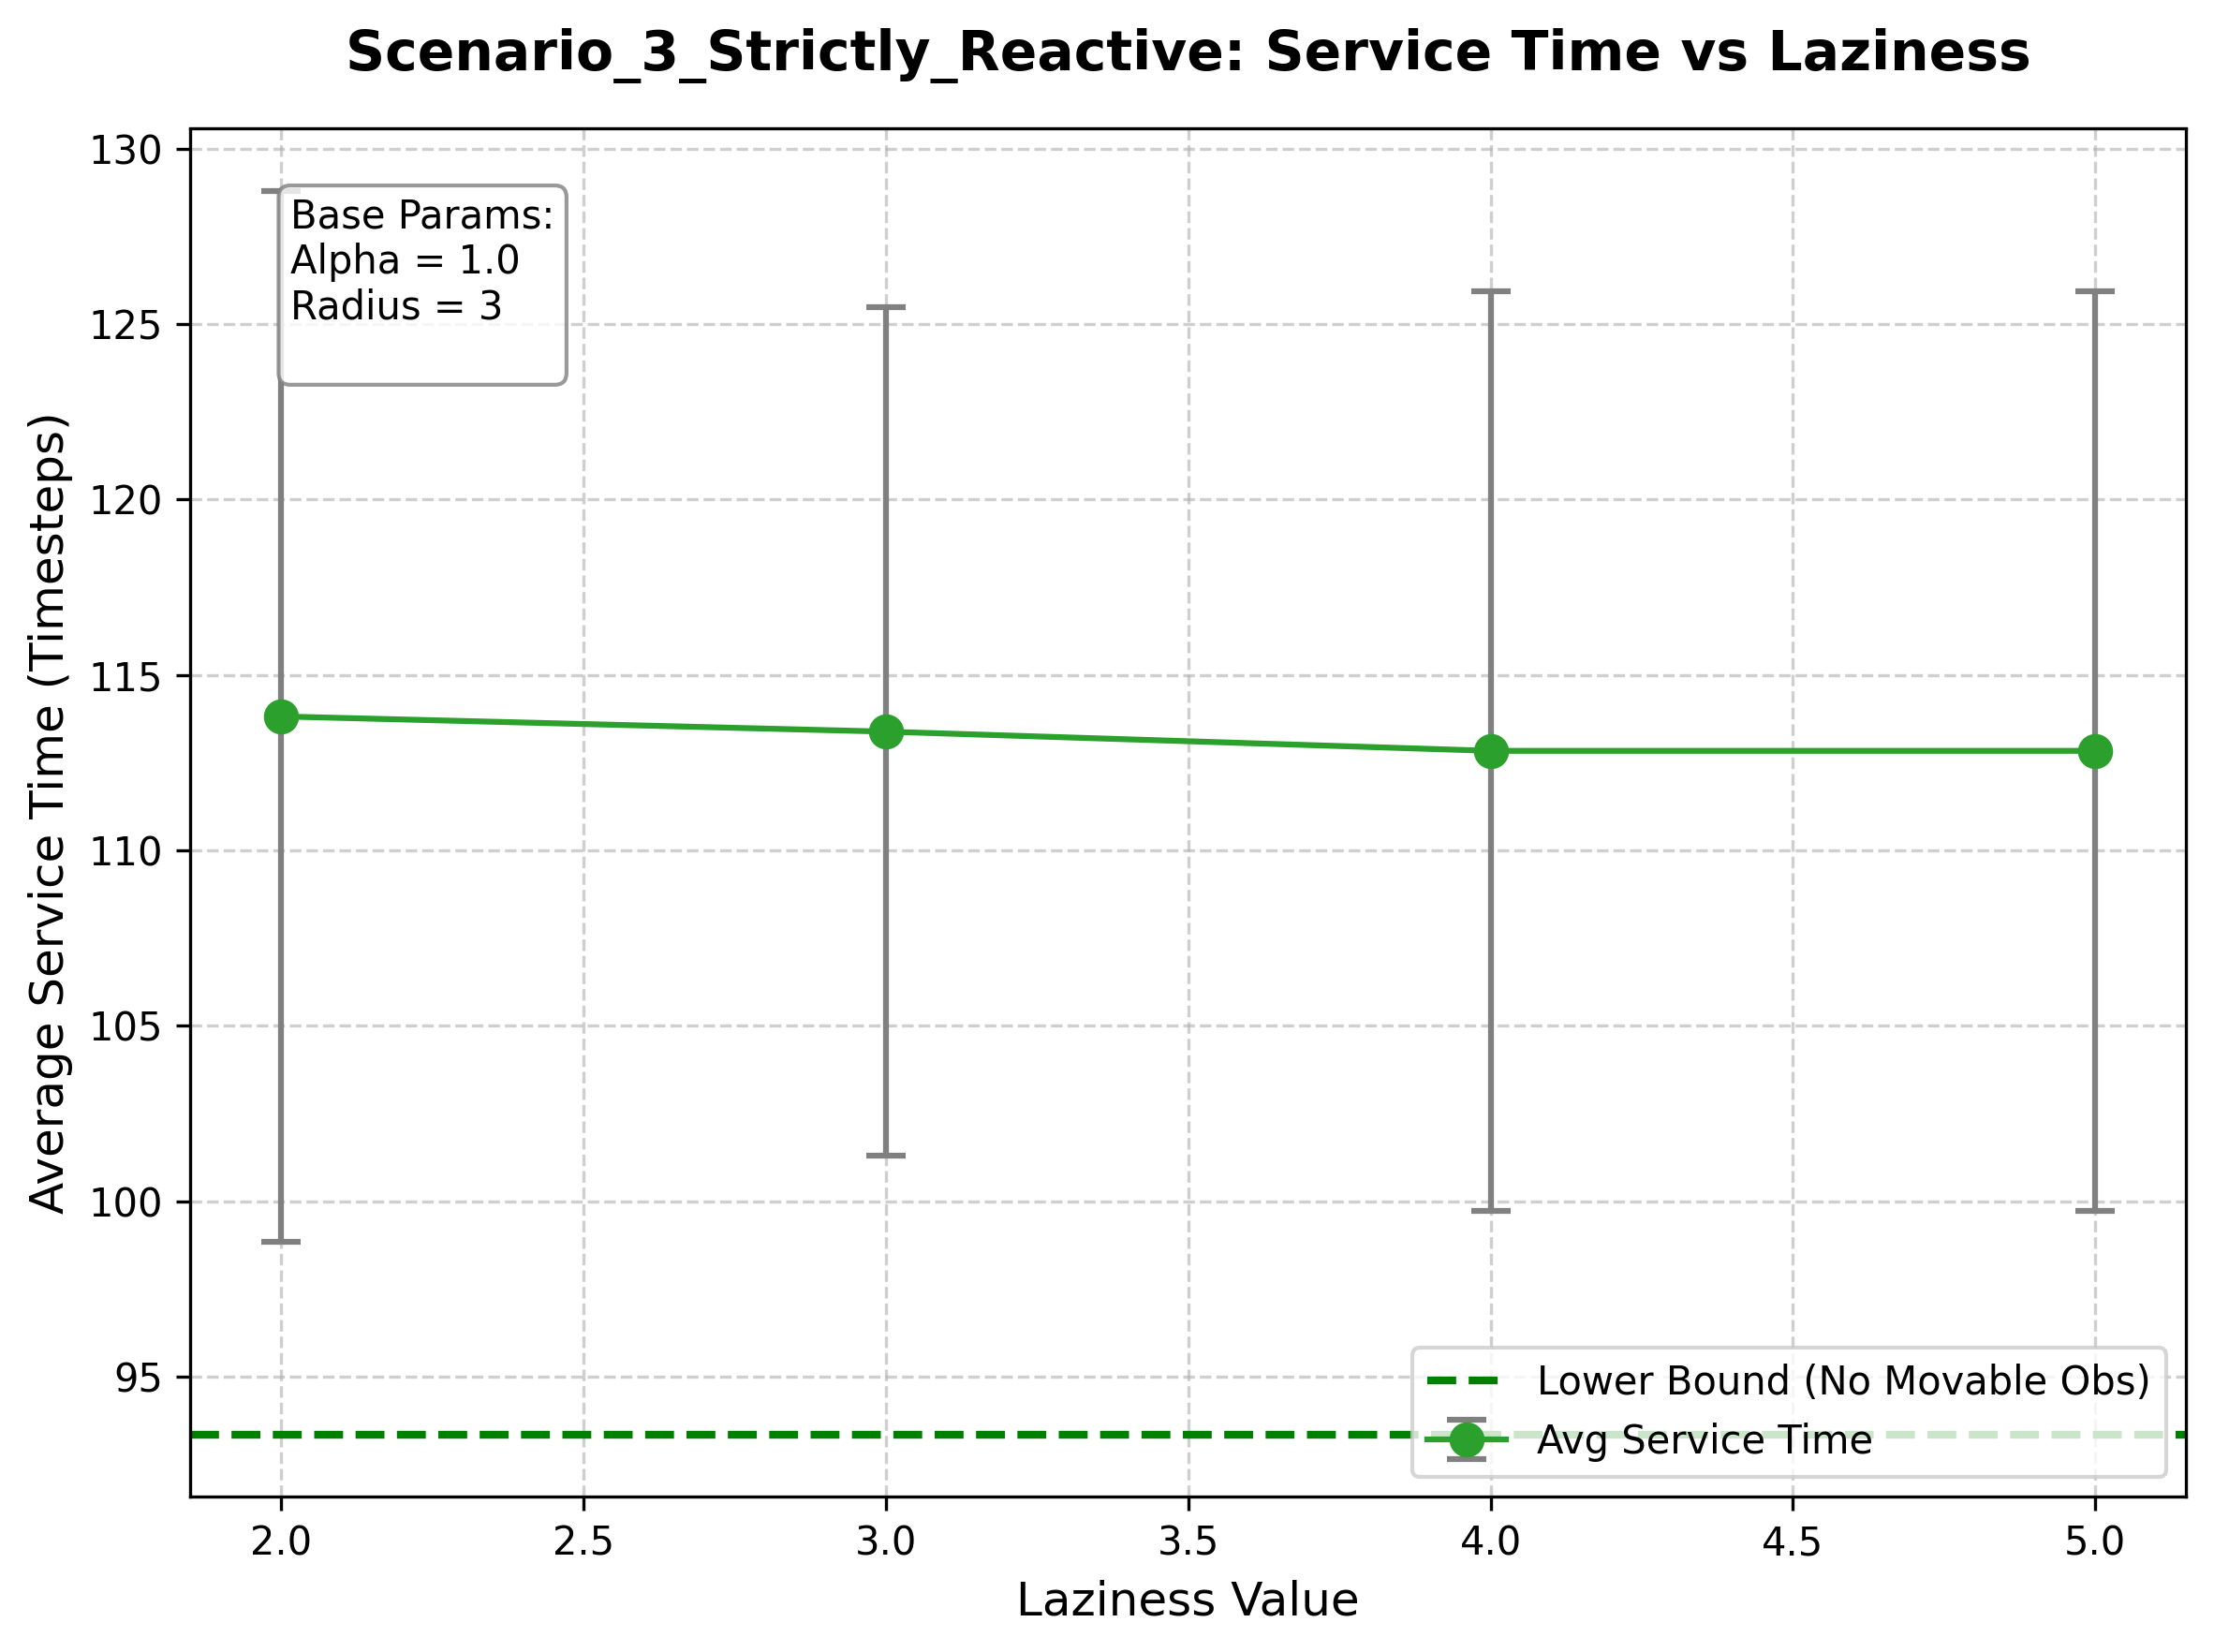 Scenario_3_Strictly_Reactive: Service Time vs Laziness
130
125
120
115
110
105
100
95
Average Service Time (Timesteps)
Base Params:
Alpha = 1.0
Radius = 3
Lower Bound (No Movable Obs)
Avg Service Time
2.0
2.5
3.0
3.5
4.0
4.5
5.0
Laziness Value